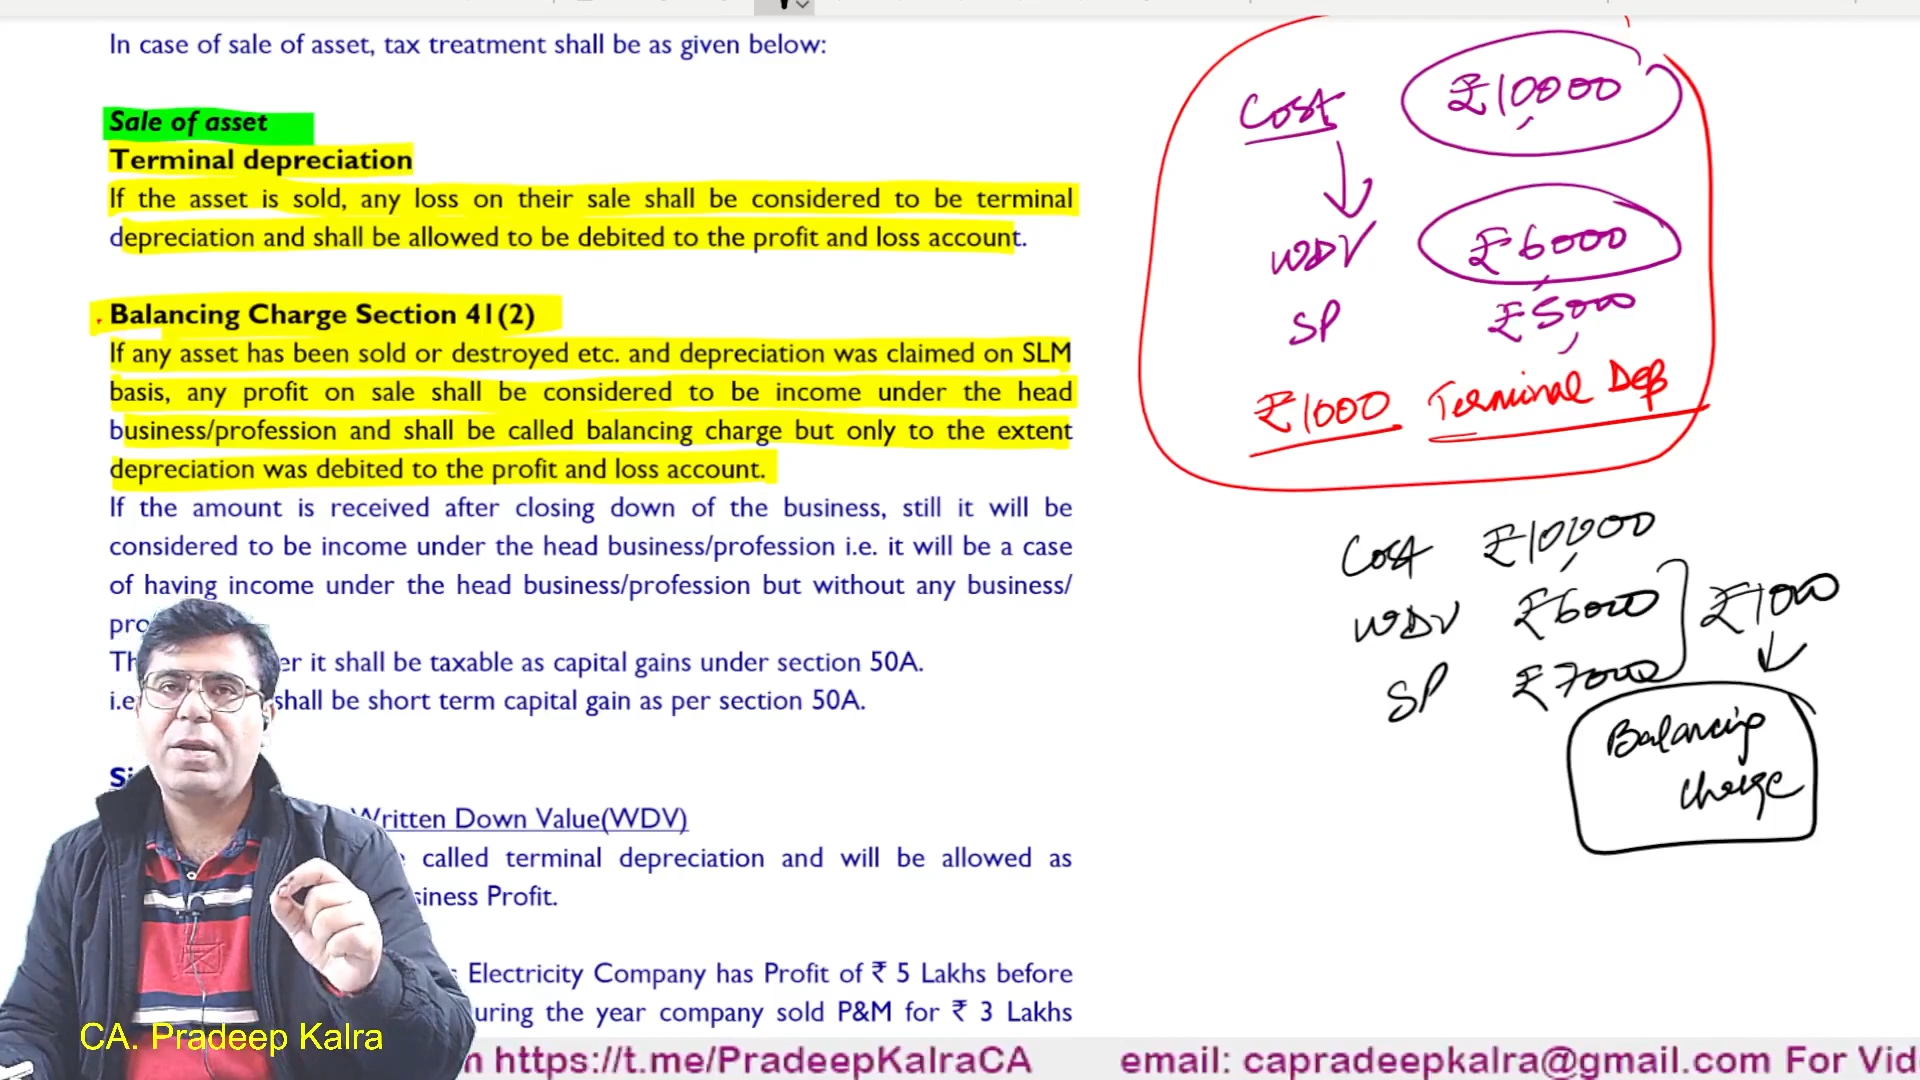 In case of sale of asset, tax treatment shall be as given below:
Sale of asset
Terminal depreciation
If the asset is sold, any loss on their sale shall be considered to be terminal
depreciation and shall be allowed to be debited to the profit and loss account.
Balancing Charge Section 41(2)
If any asset has been sold or destroyed etc. and depreciation was claimed on SLM
basis, any profit on sale shall be considered to be income under the head
business/profession and shall be called balancing charge but only to the extent
depreciation was debited to the profit and loss account.
If the amount is received after closing down of the business, still it will be
considered to be income under the head business/profession i.e. it will be a case
of having income under the head business/profession but without any business/
it shall be taxable as capital gains under section 50A.
i.e. shall be short term capital gain as per section 50A.
Written Down Value(WDV)
called terminal depreciation and will be allowed as
Profit.
Electricity Company has Profit of ₹ 5 Lakhs before
the year company sold P&M for ₹ 3 Lakhs
Cost ₹10,000
WDV ₹6,000
SP ₹5,000
₹1000 Terminal Dep
Cost ₹10,000
WDV ₹6000 ₹1000
SP ₹7000
Balancing
Charge
CA. Pradeep Kalra
https://t.me/PradeepKalraCA email: capradeepkalra@gmail.com For